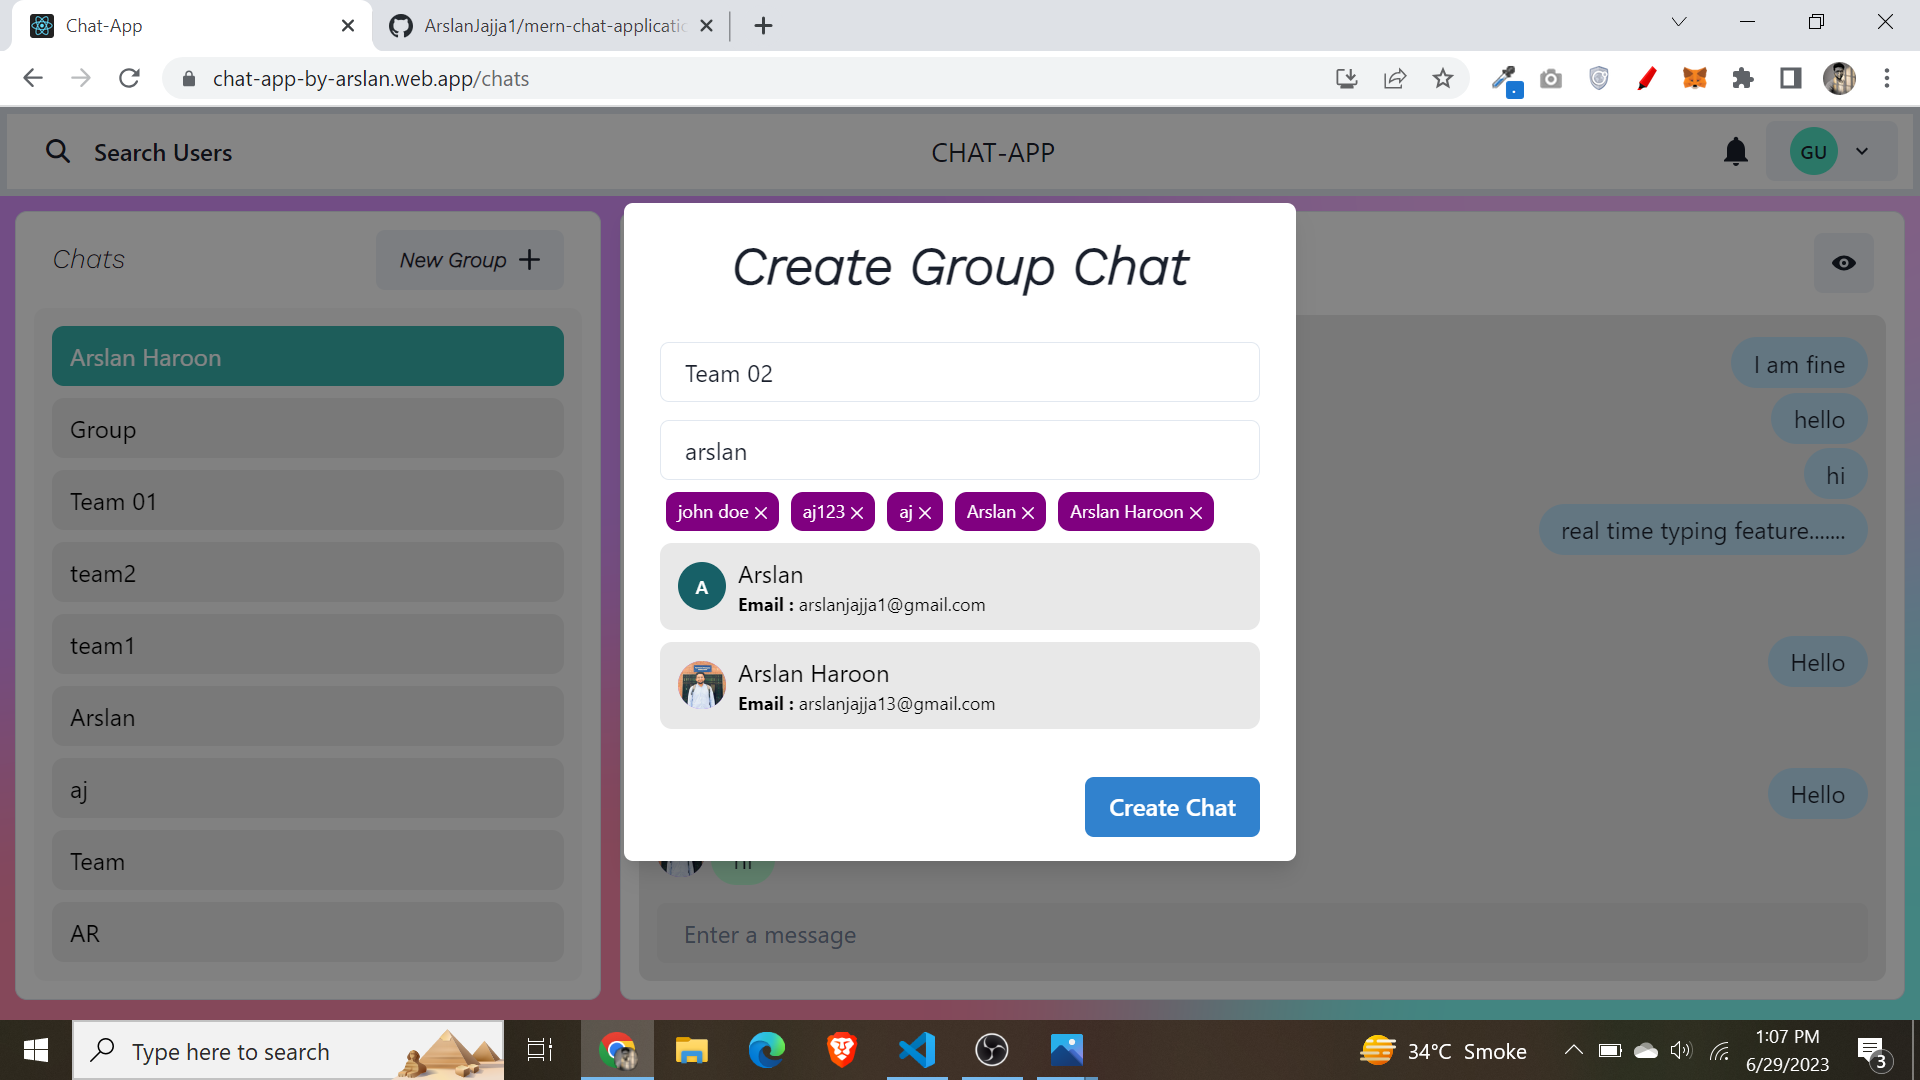 Chat-App
ArslanJajja1/mern-chat-applicatio
chat-app-by-arslan.web.app/chats
Search Users
CHAT-APP
GU
Chats
New Group
Arslan Haroon
Group
Team 01
team2
team1
Arslan
aj
Team
AR
Create Group Chat
Team 02
arslan
john doe
aj123
aj
Arslan
Arslan Haroon
A
Arslan
Email : arslanjajja1@gmail.com
Arslan Haroon
Email : arslanjajja13@gmail.com
Create Chat
I am fine
hello
hi
real time typing feature.......
Hello
Hello
Enter a message
Type here to search
34°C Smoke
1:07 PM
6/29/2023
3